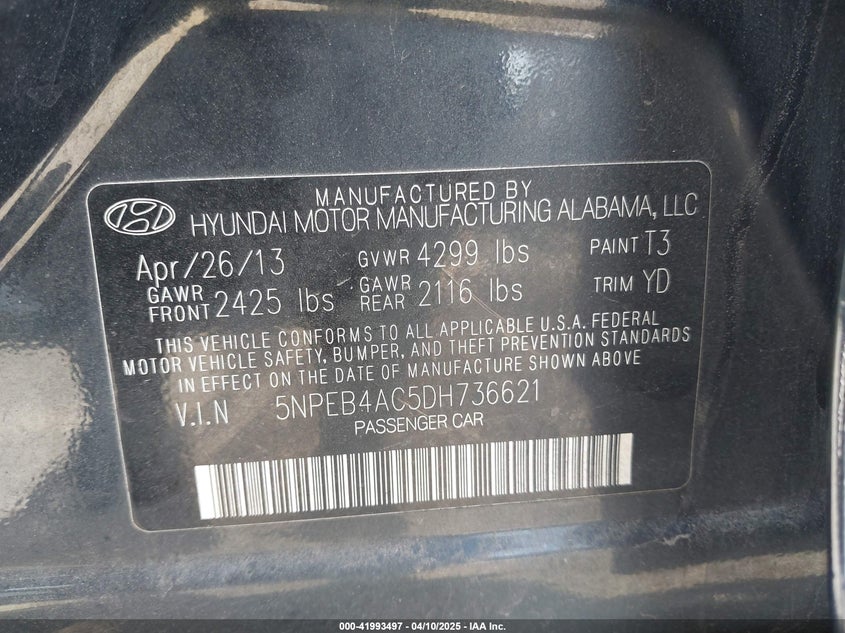 MANUFACTURED BY
HYUNDAI MOTOR MANUFACTURING ALABAMA, LLC
Apr/26/13 GVWR 4299 lbs PAINT T3
GAWR FRONT 2425 lbs GAWR REAR 2116 lbs TRIM YD
THIS VEHICLE CONFORMS TO ALL APPLICABLE U.S.A. FEDERAL
MOTOR VEHICLE SAFETY, BUMPER, AND THEFT PREVENTION STANDARDS
IN EFFECT ON THE DATE OF MANUFACTURE SHOWN ABOVE
V.I.N 5NPEB4AC5DH736621
PASSENGER CAR
000-41993497 - 04/10/2025 - IAA Inc.